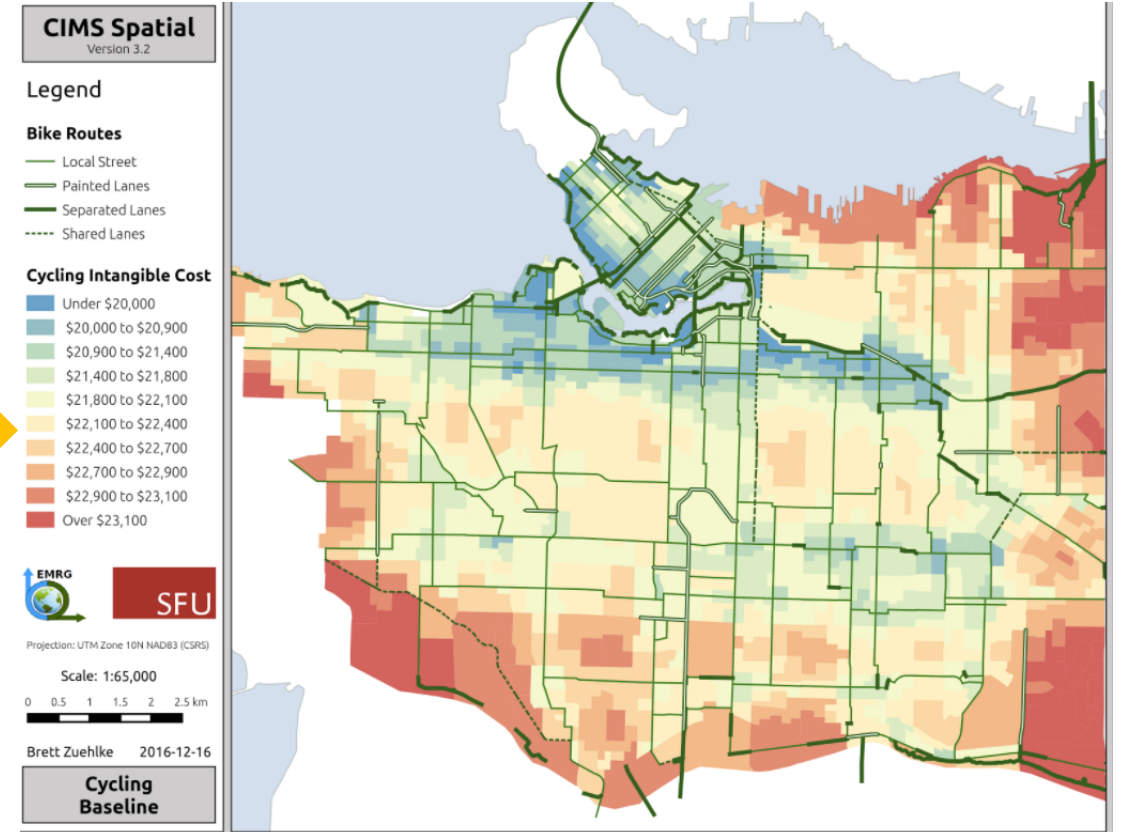 CIMS Spatial
Version 3.2
Legend
Bike Routes
Local Street
Painted Lanes
Separated Lanes
Shared Lanes
Cycling Intangible Cost
Under $20,000
$20,000 to $20,900
$20,900 to $21,400
$21,400 to $21,800
$21,800 to $22,100
$22,100 to $22,400
$22,400 to $22,700
$22,700 to $22,900
$22,900 to $23,100
Over $23,100
EMRG
SFU
Projection: UTM Zone 10N NAD83 (CSRS)
Scale: 1:65,000
0 0.5 1 1.5 2 2.5 km
Brett Zuehlke 2016-12-16
Cycling
Baseline